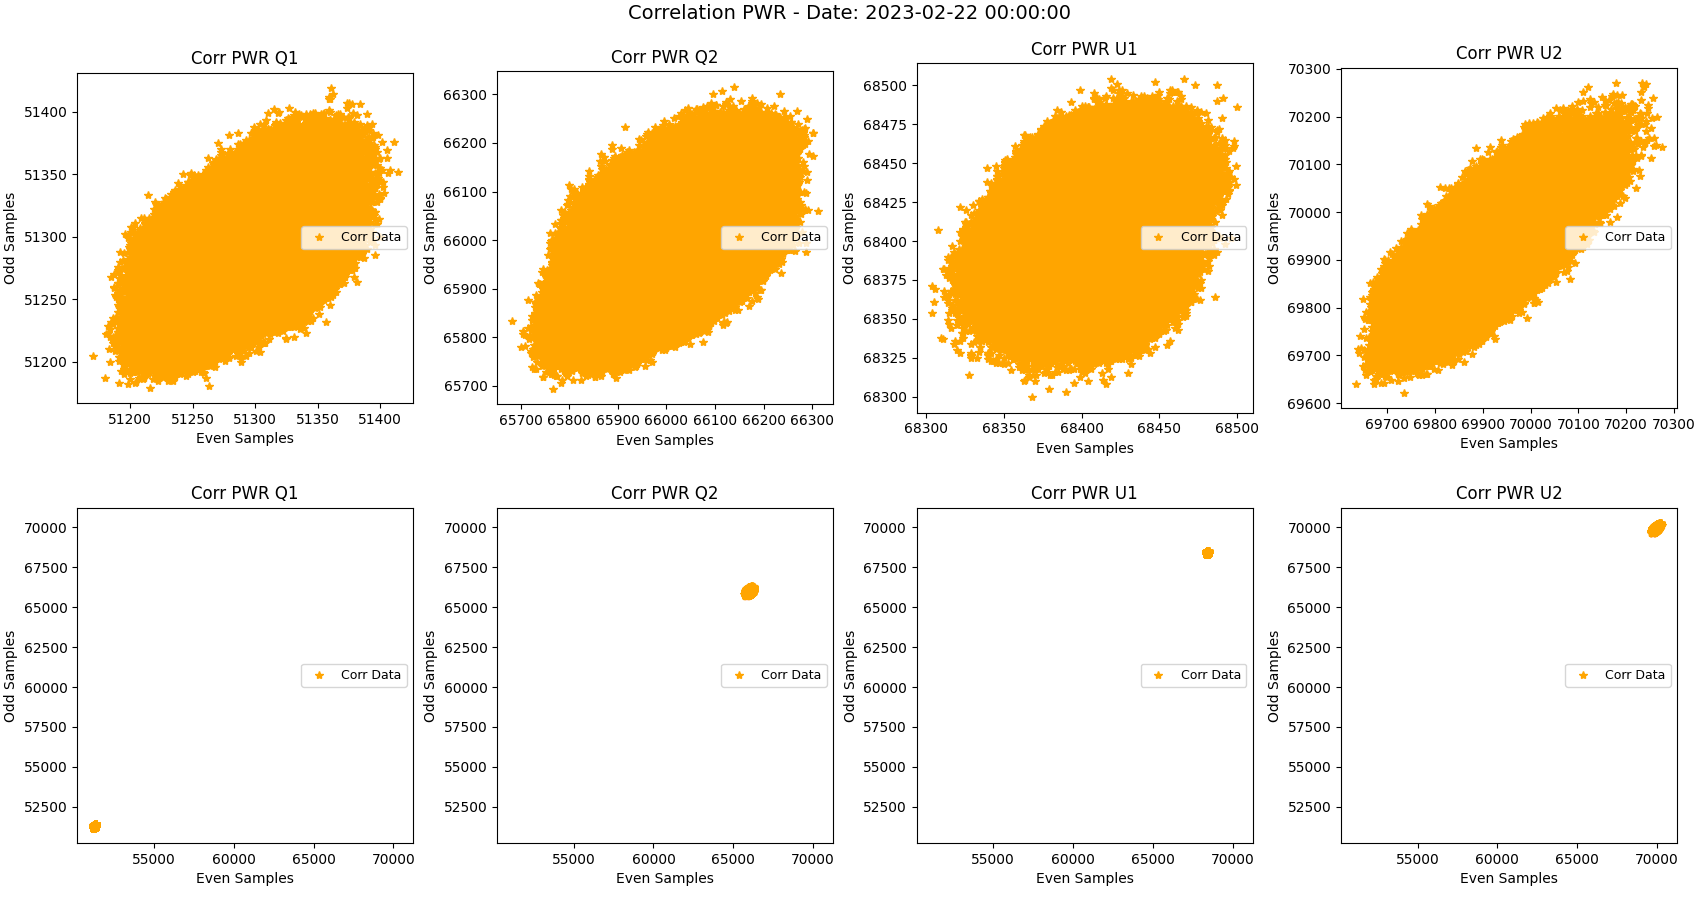 Correlation PWR - Date: 2023-02-22 00:00:00
Corr PWR Q1
Odd Samples
51400
51350
51300
51250
51200
Corr Data
51200 51250 51300 51350 51400
Even Samples
Corr PWR Q2
Odd Samples
66300
66200
66100
66000
65900
65800
65700
Corr Data
65700 65800 65900 66000 66100 66200 66300
Even Samples
Corr PWR U1
Odd Samples
68500
68475
68450
68425
68400
68375
68350
68325
68300
Corr Data
68300 68350 68400 68450 68500
Even Samples
Corr PWR U2
Odd Samples
70300
70200
70100
70000
69900
69800
69700
69600
Corr Data
69700 69800 69900 70000 70100 70200 70300
Even Samples
Corr PWR Q1
Odd Samples
70000
67500
65000
62500
60000
57500
55000
52500
Corr Data
55000 60000 65000 70000
Even Samples
Corr PWR Q2
Odd Samples
70000
67500
65000
62500
60000
57500
55000
52500
Corr Data
55000 60000 65000 70000
Even Samples
Corr PWR U1
Odd Samples
70000
67500
65000
62500
60000
57500
55000
52500
Corr Data
55000 60000 65000 70000
Even Samples
Corr PWR U2
Odd Samples
70000
67500
65000
62500
60000
57500
55000
52500
Corr Data
55000 60000 65000 70000
Even Samples